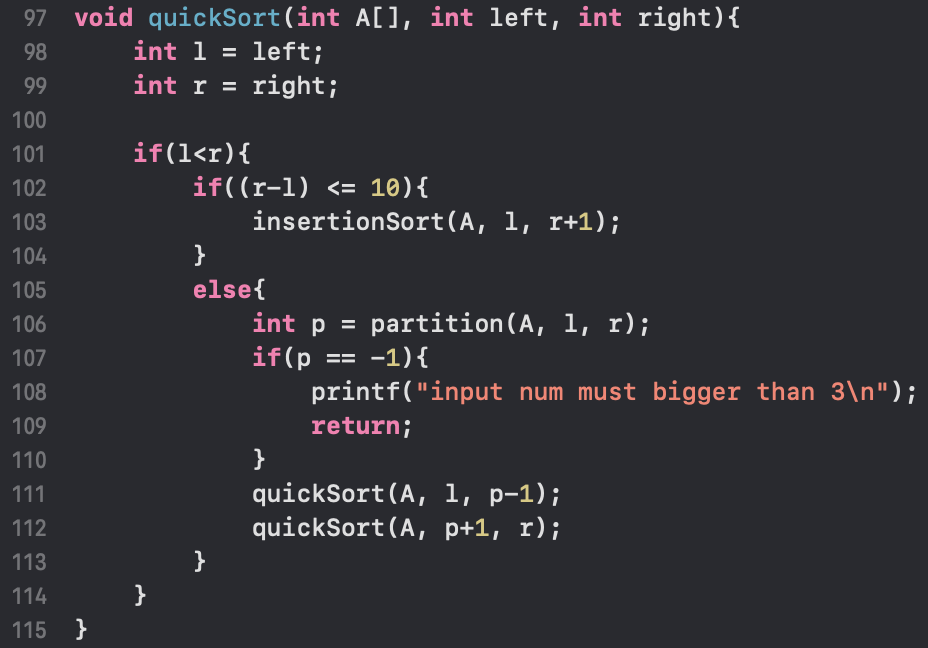 97 void quickSort(int A[], int left, int right){
98     int l = left;
99     int r = right;
100
101     if(l<r){
102         if((r-l) <= 10){
103             insertionSort(A, l, r+1);
104         }
105         else{
106             int p = partition(A, l, r);
107             if(p == -1){
108                 printf("input num must bigger than 3\n");
109                 return;
110             }
111             quickSort(A, l, p-1);
112             quickSort(A, p+1, r);
113         }
114     }
115 }